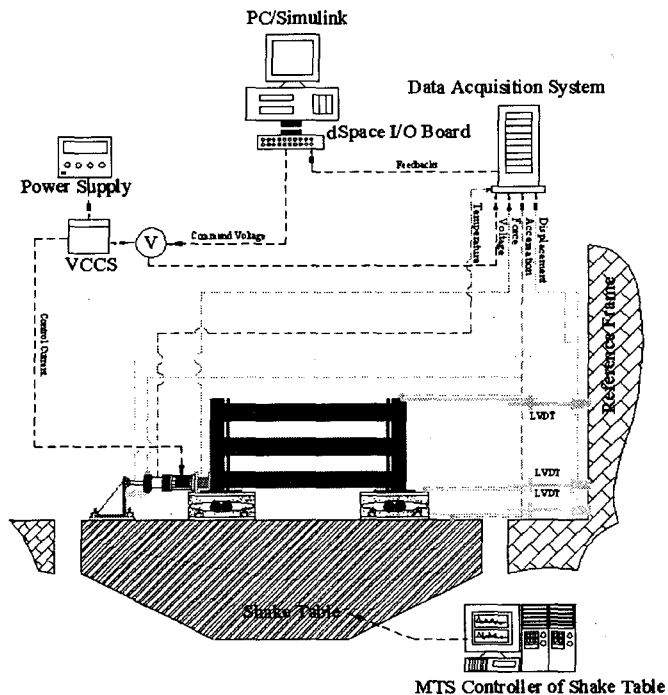 PC/Simulink
Data Acquisition System
dSpace I/O Board
Feedbacks
Power Supply
Command Voltage
V
VCCS
Temperature
Voltage
Force
Acceleration
Displacement
Control Current
Reference Frame
LVDT
LVDT
LVDT
Shake Table
MTS Controller of Shake Table